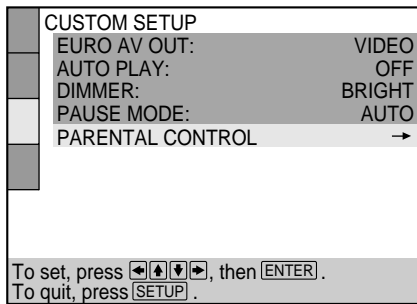 CUSTOM SETUP
EURO AV OUT: VIDEO
AUTO PLAY: OFF
DIMMER: BRIGHT
PAUSE MODE: AUTO
PARENTAL CONTROL →
To set, press ←↑↓→, then ENTER.
To quit, press SETUP.